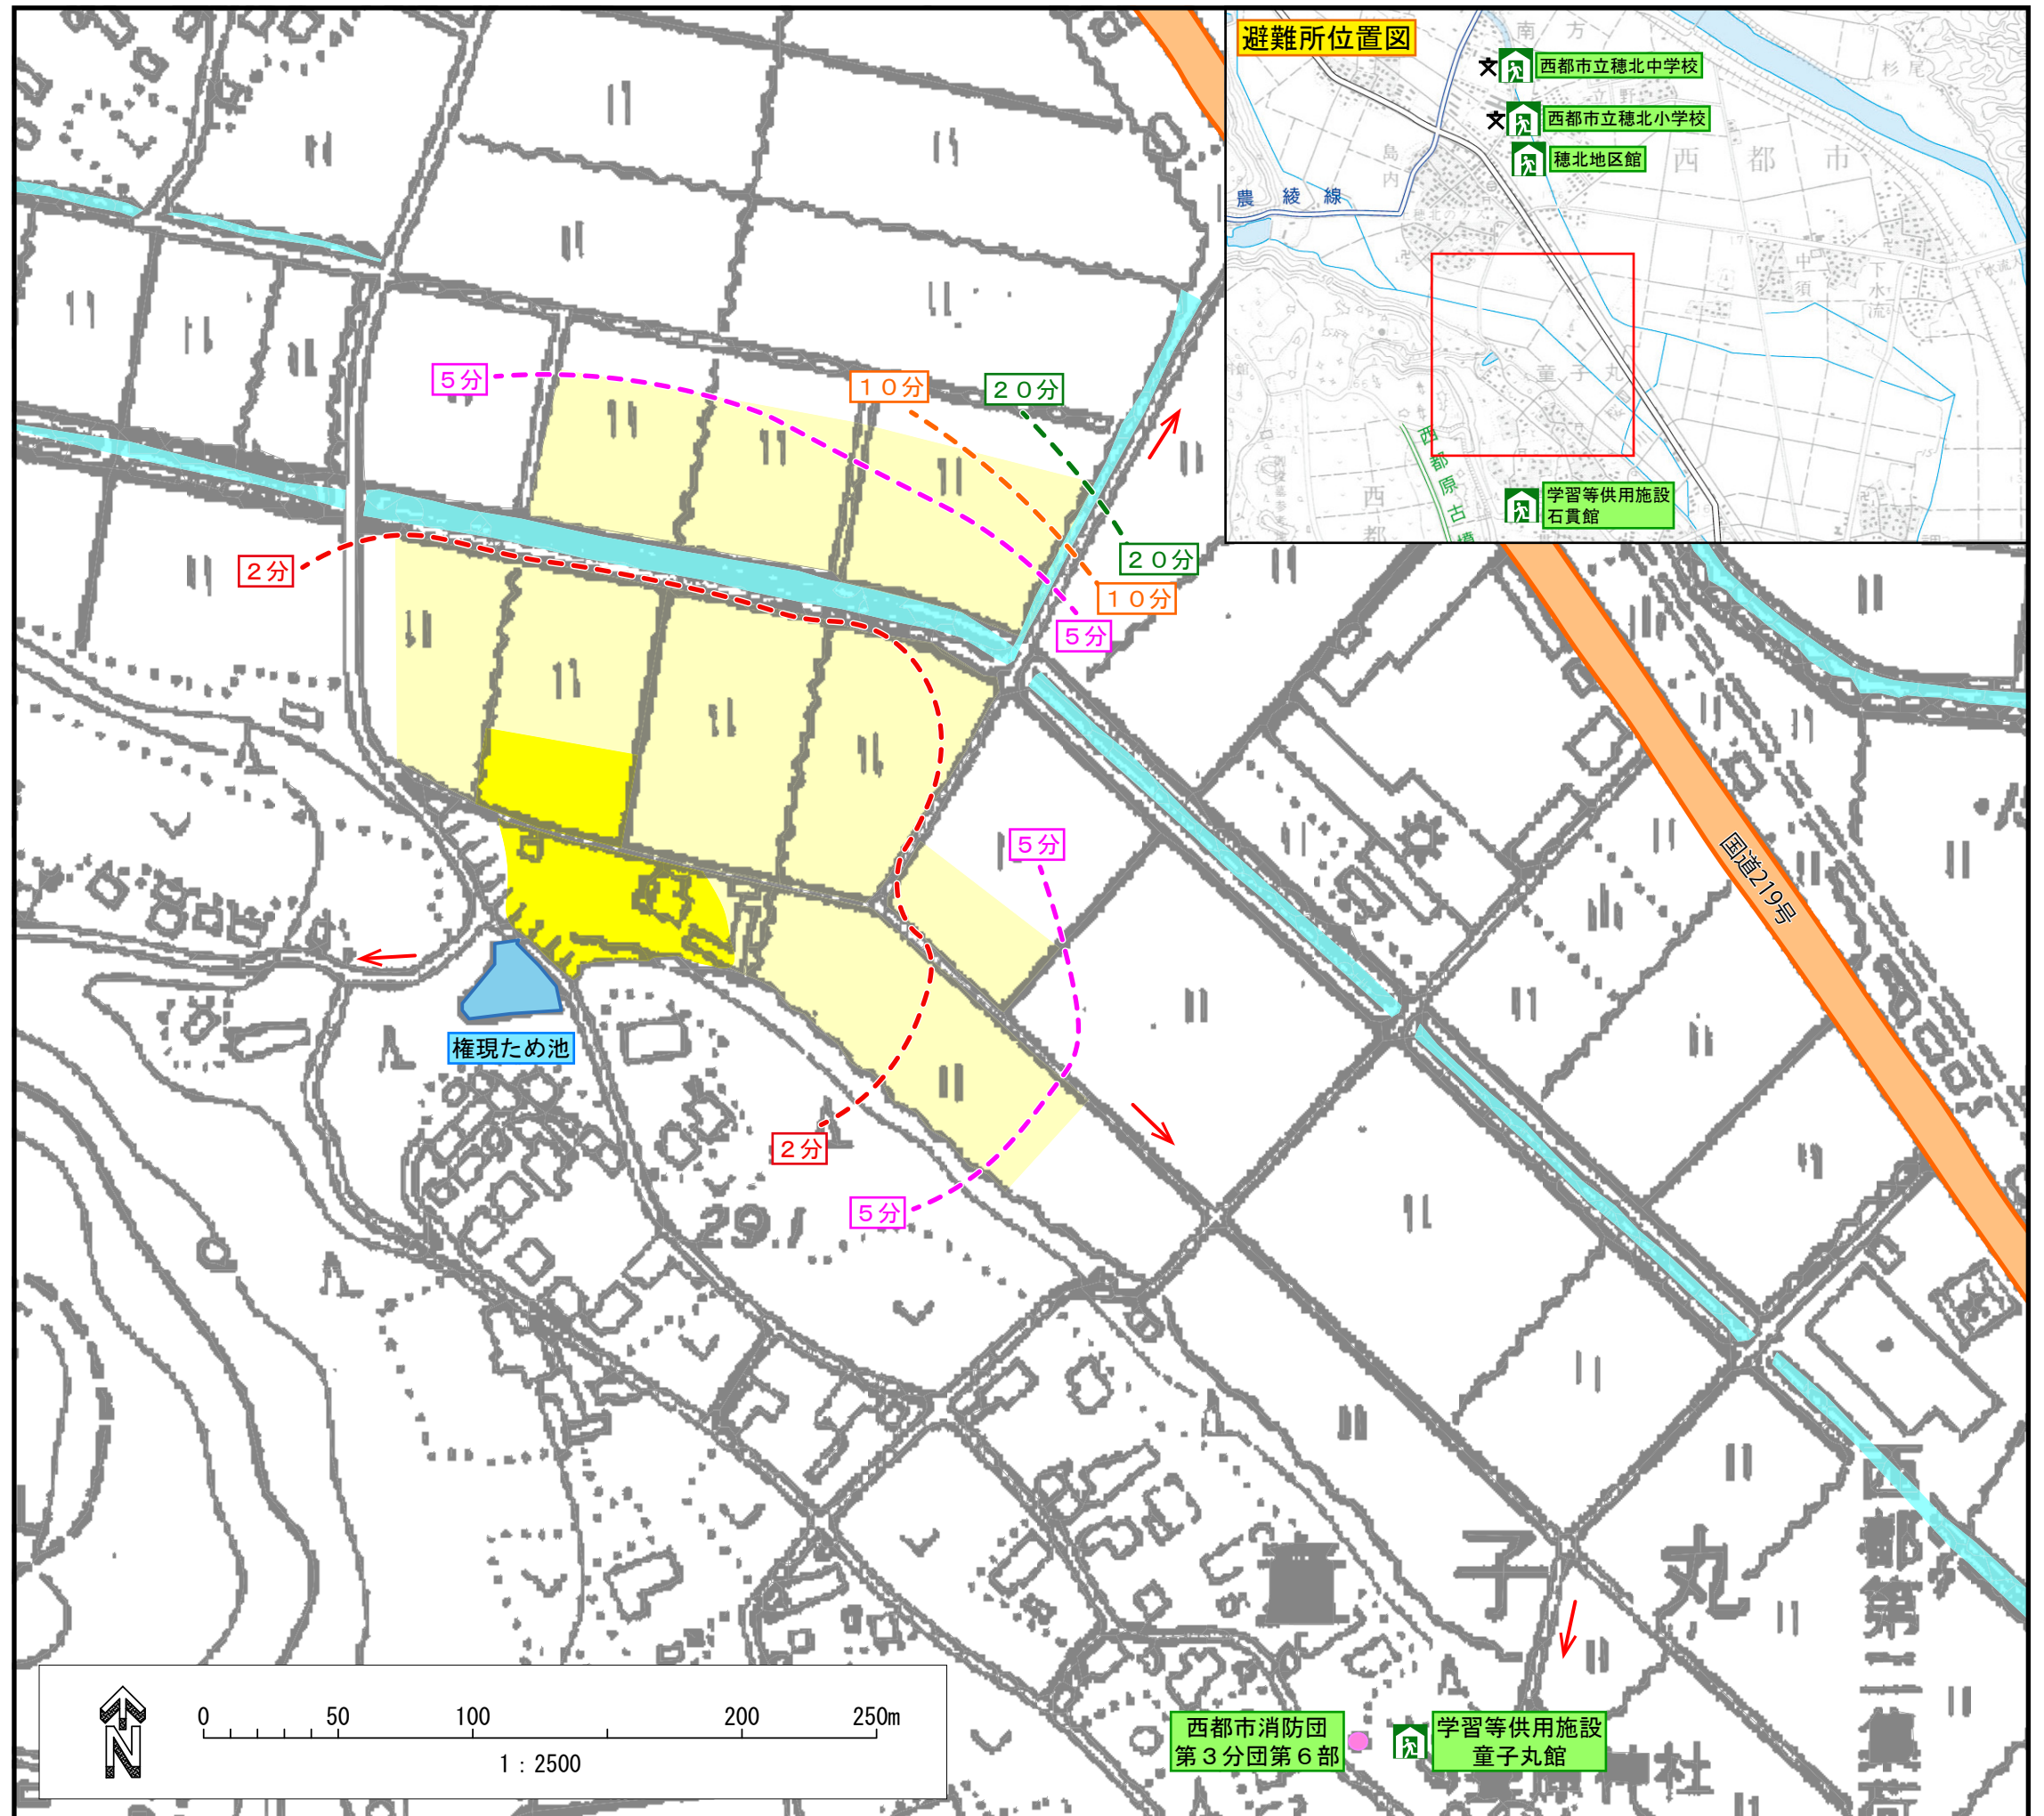 避難所位置図
南方
西都市立穂北中学校
杉尾
立野
西都市立穂北小学校
穂北地区館
西都市
島内
農綾線
中須
下水流
童子丸
西都原古墳
西都
学習等供用施設
石貫館
5分
10分
20分
2分
20分
10分
5分
5分
国道219号
権現ため池
2分
5分
29.1
童子丸
西都第二
0 50 100 200 250m
1：2500
N
西都市消防団
第3分団第6部
学習等供用施設
童子丸館
社